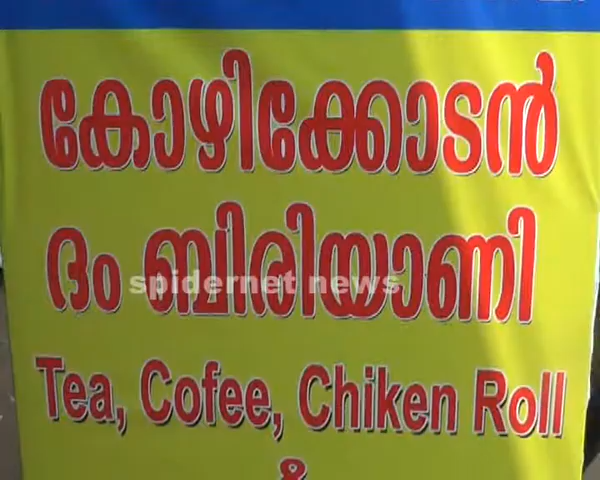 കോഴിക്കോടൻ
ദം ബിരിയാണി
spidernet news
Tea, Cofee, Chiken Roll
&